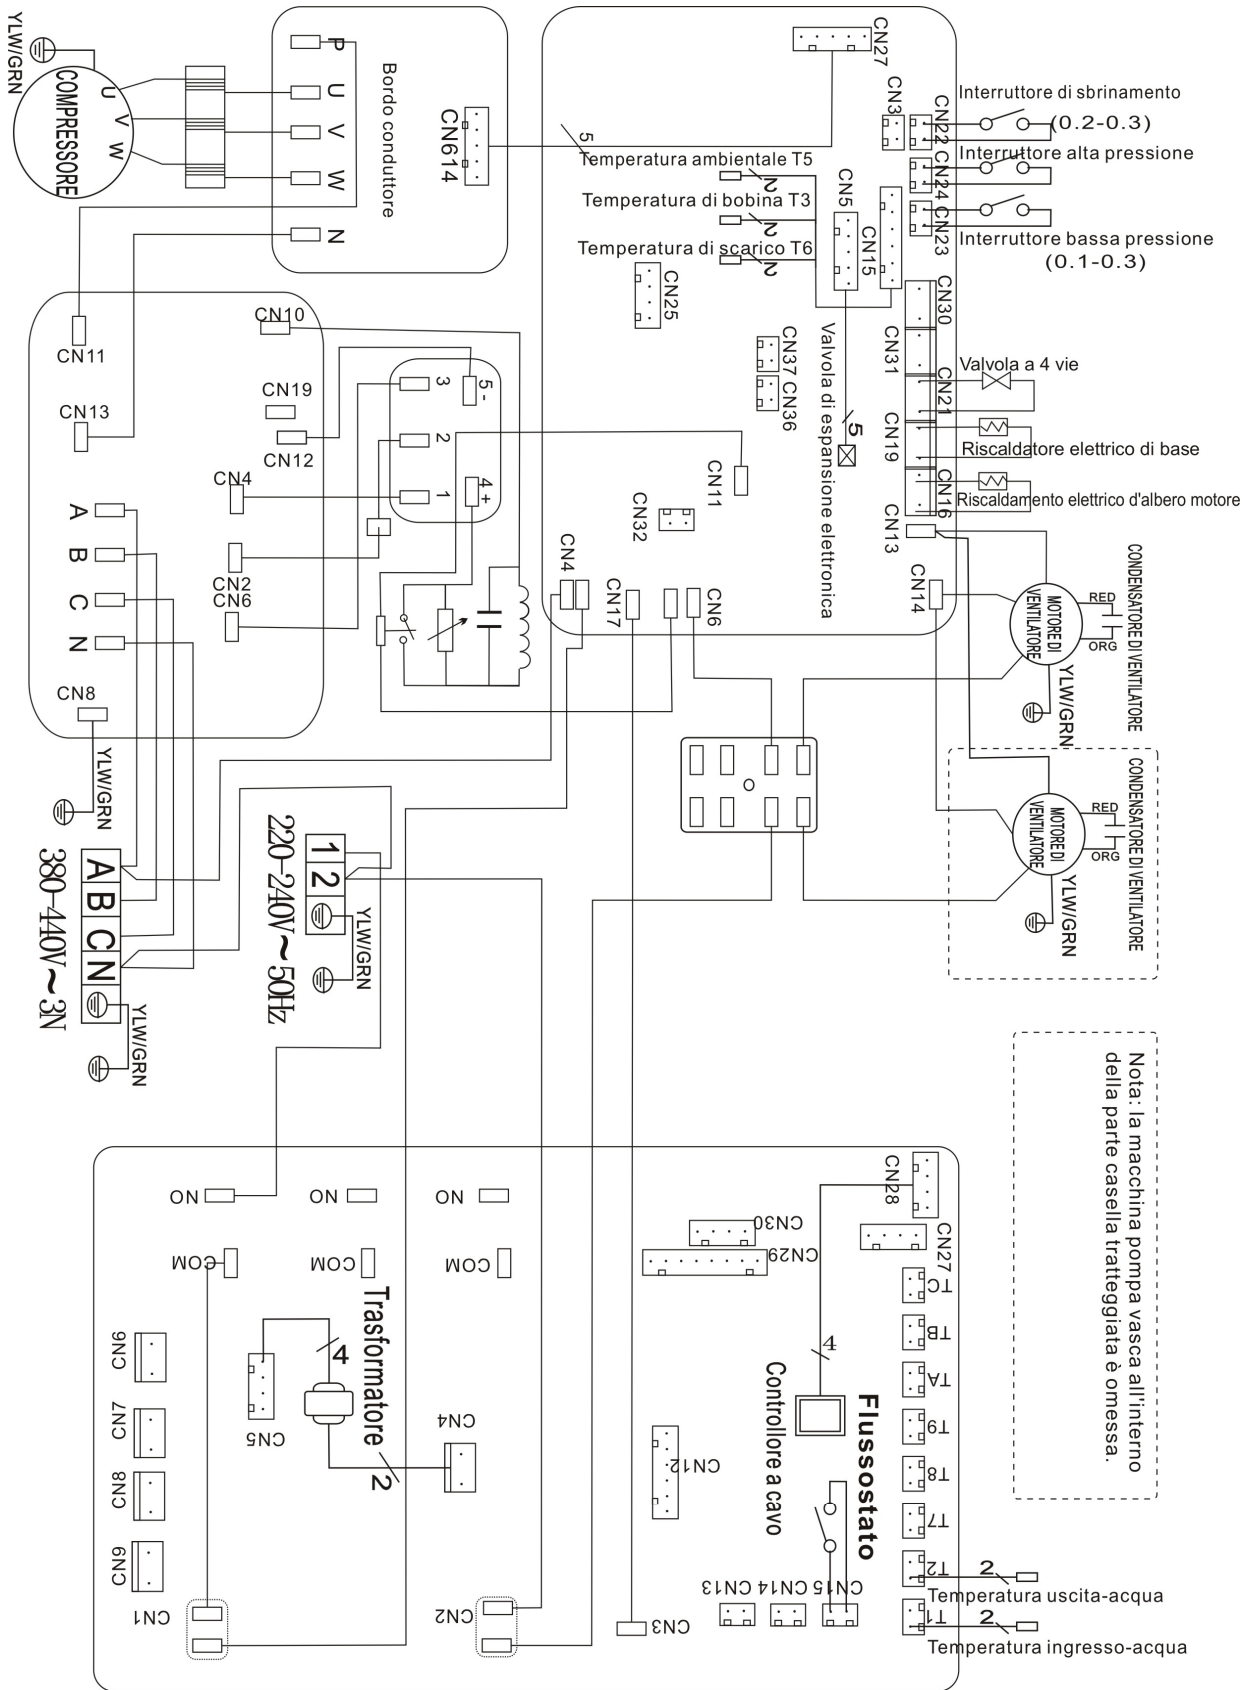 YLW/GRN
COMPRESSORE
U
V
W
P
U
V
W
N
Bordo conduttore
CN614
5
CN27
CN3
CN22
Interruttore di sbrinamento
(0.2-0.3)
CN24
Interruttore alta pressione
CN23
Interruttore bassa pressione
(0.1-0.3)
Temperatura ambientale T5
2
Temperatura di bobina T3
2
Temperatura di scarico T6
2
CN5
CN15
CN25
CN37
CN36
Valvola di espansione elettronica
5
CN30
CN31
CN21
Valvola a 4 vie
CN19
Riscaldatore elettrico di base
CN16
Riscaldamento elettrico d'albero motore
CN13
CN14
CN11
CN32
CN4
CN17
CN6
CN11
CN10
CN13
CN19
CN12
CN4
CN2
CN6
CN8
A
B
C
N
3
2
1
5 -
4 +
YLW/GRN
MOTORE DI
VENTILATORE
RED
ORG
YLW/GRN
CONDENSATORE DI VENTILATORE
MOTORE DI
VENTILATORE
RED
ORG
YLW/GRN
CONDENSATORE DI VENTILATORE
A
B
C
N
380-440V~3N
YLW/GRN
1
2
220-240V~50Hz
YLW/GRN
Nota: la macchina pompa vasca all'interno
della parte casella tratteggiata è omessa.
NO
NO
NO
COM
COM
COM
CN28
CN27
CN30
CN29
TC
TB
TA
T9
T8
T7
T2
2
Temperatura uscita-acqua
T1
2
Temperatura ingresso-acqua
4
Controllore a cavo
Flussostato
Trasformatore
4
2
CN5
CN4
CN6
CN7
CN8
CN9
CN1
CN2
CN3
CN12
CN13
CN14
CN15